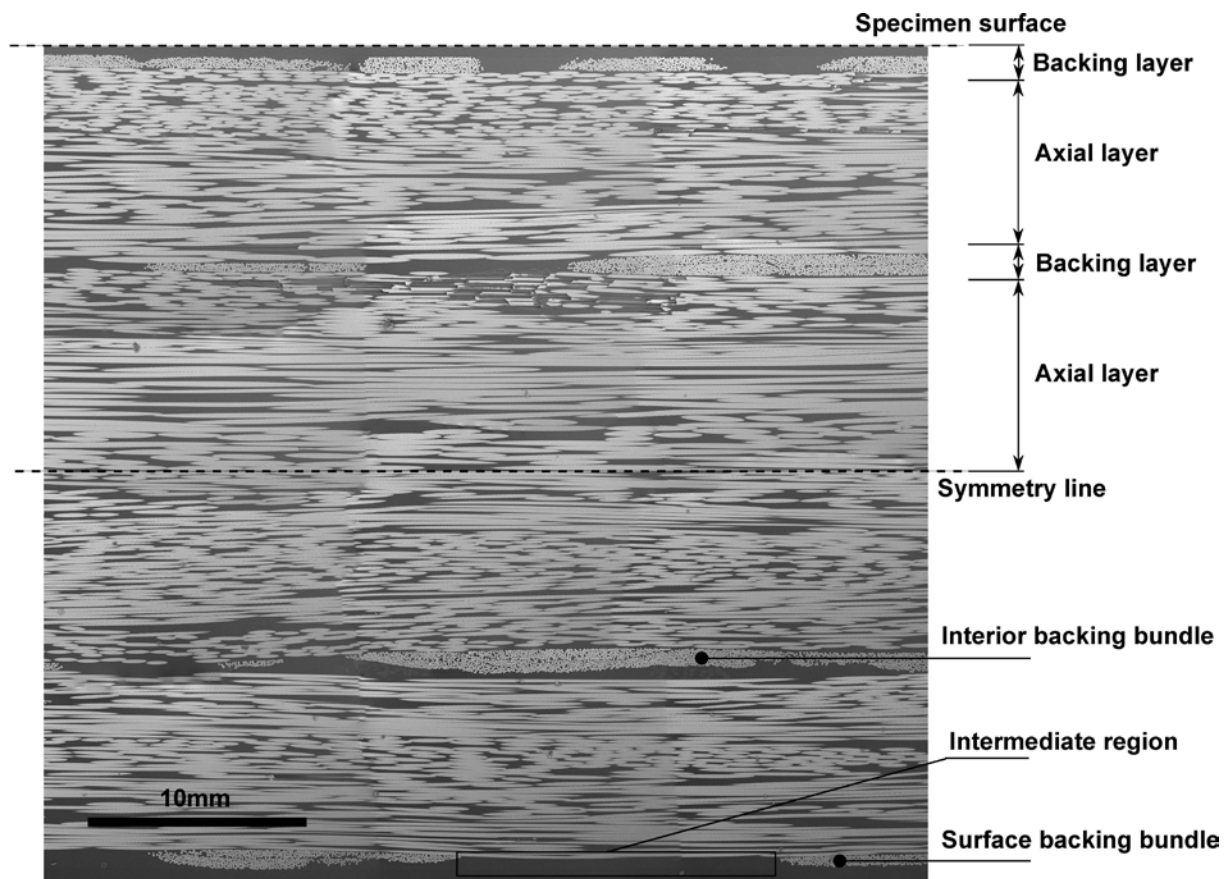 Specimen surface
Backing layer
Axial layer
Backing layer
Axial layer
Symmetry line
Interior backing bundle
Intermediate region
10mm
Surface backing bundle